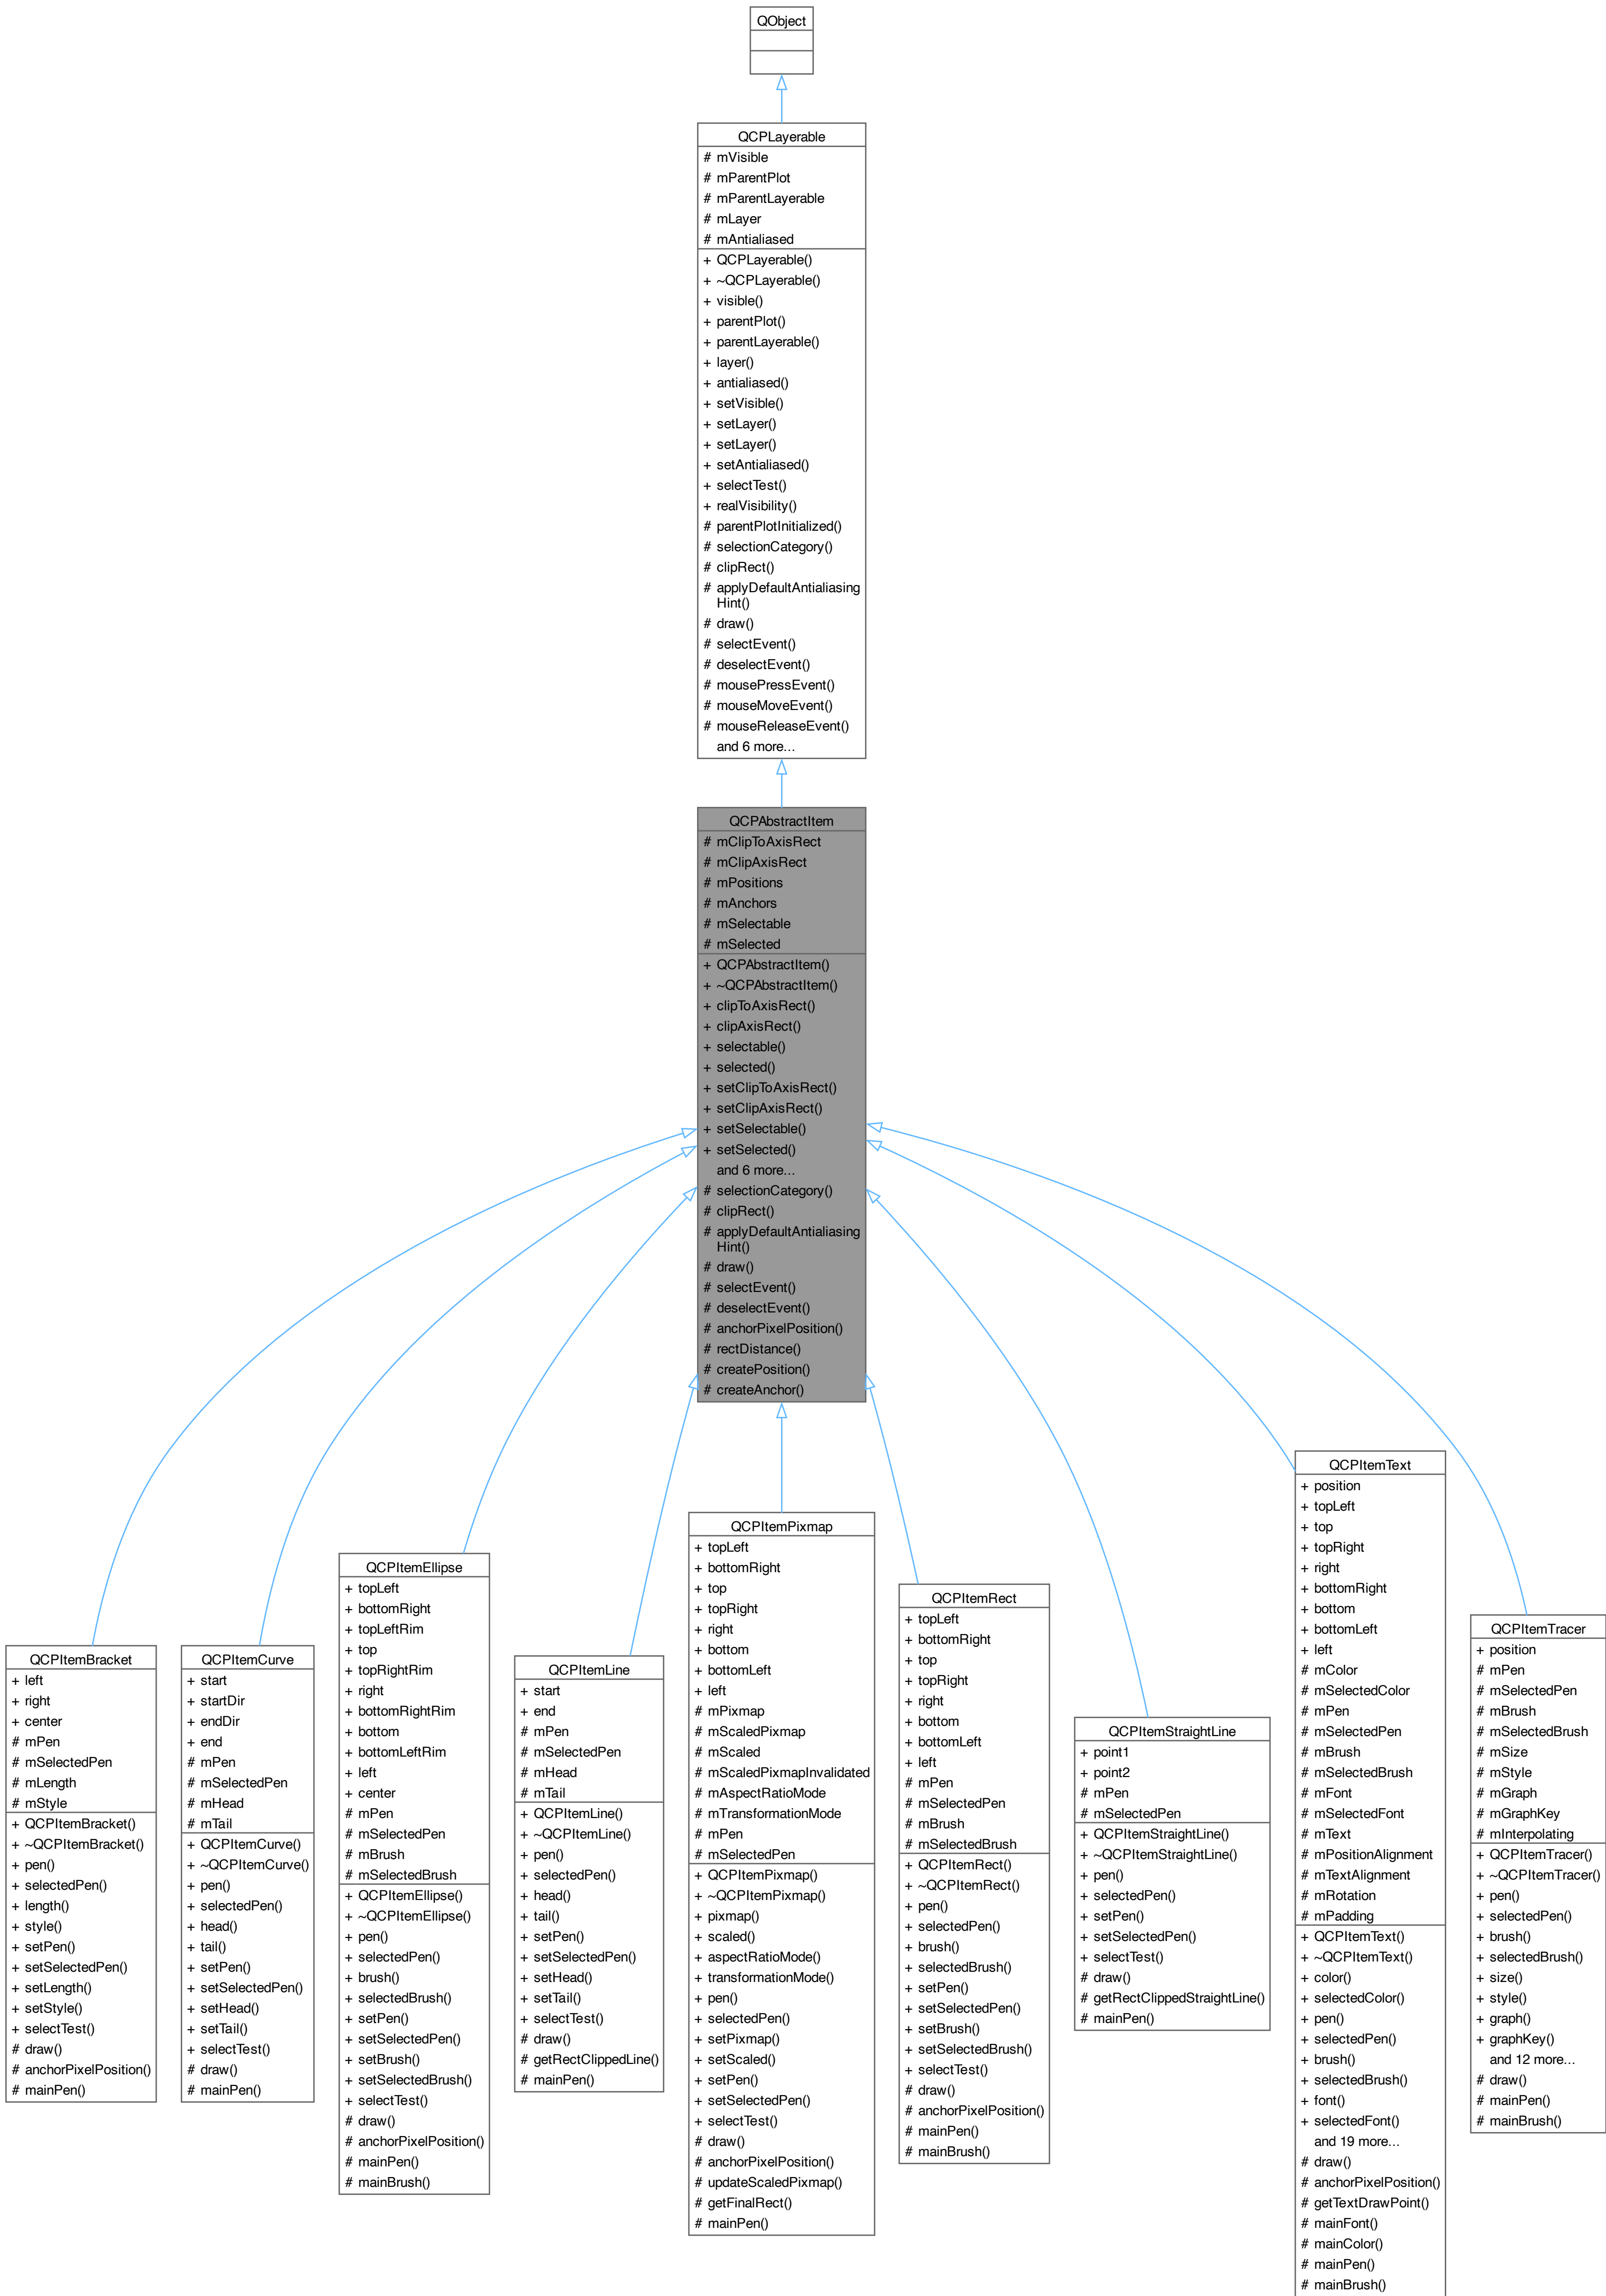 QObject
QCPLayerable
# mVisible
# mParentPlot
# mParentLayerable
# mLayer
# mAntialiased
+ QCPLayerable()
+ ~QCPLayerable()
+ visible()
+ parentPlot()
+ parentLayerable()
+ layer()
+ antialiased()
+ setVisible()
+ setLayer()
+ setLayer()
+ setAntialiased()
+ selectTest()
+ realVisibility()
# parentPlotInitialized()
# selectionCategory()
# clipRect()
# applyDefaultAntialiasing
Hint()
# draw()
# selectEvent()
# deselectEvent()
# mousePressEvent()
# mouseMoveEvent()
# mouseReleaseEvent()
and 6 more...
QCPAbstractItem
# mClipToAxisRect
# mClipAxisRect
# mPositions
# mAnchors
# mSelectable
# mSelected
+ QCPAbstractItem()
+ ~QCPAbstractItem()
+ clipToAxisRect()
+ clipAxisRect()
+ selectable()
+ selected()
+ setClipToAxisRect()
+ setClipAxisRect()
+ setSelectable()
+ setSelected()
and 6 more...
# selectionCategory()
# clipRect()
# applyDefaultAntialiasing
Hint()
# draw()
# selectEvent()
# deselectEvent()
# anchorPixelPosition()
# rectDistance()
# createPosition()
# createAnchor()
QCPItemBracket
+ left
+ right
+ center
# mPen
# mSelectedPen
# mLength
# mStyle
+ QCPItemBracket()
+ ~QCPItemBracket()
+ pen()
+ selectedPen()
+ length()
+ style()
+ setPen()
+ setSelectedPen()
+ setLength()
+ setStyle()
+ selectTest()
# draw()
# anchorPixelPosition()
# mainPen()
QCPItemCurve
+ start
+ startDir
+ endDir
+ end
# mPen
# mSelectedPen
# mHead
# mTail
+ QCPItemCurve()
+ ~QCPItemCurve()
+ pen()
+ selectedPen()
+ head()
+ tail()
+ setPen()
+ setSelectedPen()
+ setHead()
+ setTail()
+ selectTest()
# draw()
# mainPen()
QCPItemEllipse
+ topLeft
+ bottomRight
+ topLeftRim
+ top
+ topRightRim
+ right
+ bottomRightRim
+ bottom
+ bottomLeftRim
+ left
+ center
# mPen
# mSelectedPen
# mBrush
# mSelectedBrush
+ QCPItemEllipse()
+ ~QCPItemEllipse()
+ pen()
+ selectedPen()
+ brush()
+ selectedBrush()
+ setPen()
+ setSelectedPen()
+ setBrush()
+ setSelectedBrush()
+ selectTest()
# draw()
# anchorPixelPosition()
# mainPen()
# mainBrush()
QCPItemLine
+ start
+ end
# mPen
# mSelectedPen
# mHead
# mTail
+ QCPItemLine()
+ ~QCPItemLine()
+ pen()
+ selectedPen()
+ head()
+ tail()
+ setPen()
+ setSelectedPen()
+ setHead()
+ setTail()
+ selectTest()
# draw()
# getRectClippedLine()
# mainPen()
QCPItemPixmap
+ topLeft
+ bottomRight
+ top
+ topRight
+ right
+ bottom
+ bottomLeft
+ left
# mPixmap
# mScaledPixmap
# mScaled
# mScaledPixmapInvalidated
# mAspectRatioMode
# mTransformationMode
# mPen
# mSelectedPen
+ QCPItemPixmap()
+ ~QCPItemPixmap()
+ pixmap()
+ scaled()
+ aspectRatioMode()
+ transformationMode()
+ pen()
+ selectedPen()
+ setPixmap()
+ setScaled()
+ setPen()
+ setSelectedPen()
+ selectTest()
# draw()
# anchorPixelPosition()
# updateScaledPixmap()
# getFinalRect()
# mainPen()
QCPItemRect
+ topLeft
+ bottomRight
+ top
+ topRight
+ right
+ bottom
+ bottomLeft
+ left
# mPen
# mSelectedPen
# mBrush
# mSelectedBrush
+ QCPItemRect()
+ ~QCPItemRect()
+ pen()
+ selectedPen()
+ brush()
+ selectedBrush()
+ setPen()
+ setSelectedPen()
+ setBrush()
+ setSelectedBrush()
+ selectTest()
# draw()
# anchorPixelPosition()
# mainPen()
# mainBrush()
QCPItemStraightLine
+ point1
+ point2
# mPen
# mSelectedPen
+ QCPItemStraightLine()
+ ~QCPItemStraightLine()
+ pen()
+ selectedPen()
+ setPen()
+ setSelectedPen()
+ selectTest()
# draw()
# getRectClippedStraightLine()
# mainPen()
QCPItemText
+ position
+ topLeft
+ top
+ topRight
+ right
+ bottomRight
+ bottom
+ bottomLeft
+ left
# mColor
# mSelectedColor
# mPen
# mSelectedPen
# mBrush
# mSelectedBrush
# mFont
# mSelectedFont
# mText
# mPositionAlignment
# mTextAlignment
# mRotation
# mPadding
+ QCPItemText()
+ ~QCPItemText()
+ color()
+ selectedColor()
+ pen()
+ selectedPen()
+ brush()
+ selectedBrush()
+ font()
+ selectedFont()
and 19 more...
# draw()
# anchorPixelPosition()
# getTextDrawPoint()
# mainFont()
# mainColor()
# mainPen()
# mainBrush()
QCPItemTracer
+ position
# mPen
# mSelectedPen
# mBrush
# mSelectedBrush
# mSize
# mStyle
# mGraph
# mGraphKey
# mInterpolating
+ QCPItemTracer()
+ ~QCPItemTracer()
+ pen()
+ selectedPen()
+ brush()
+ selectedBrush()
+ size()
+ style()
+ graph()
+ graphKey()
and 12 more...
# draw()
# mainPen()
# mainBrush()